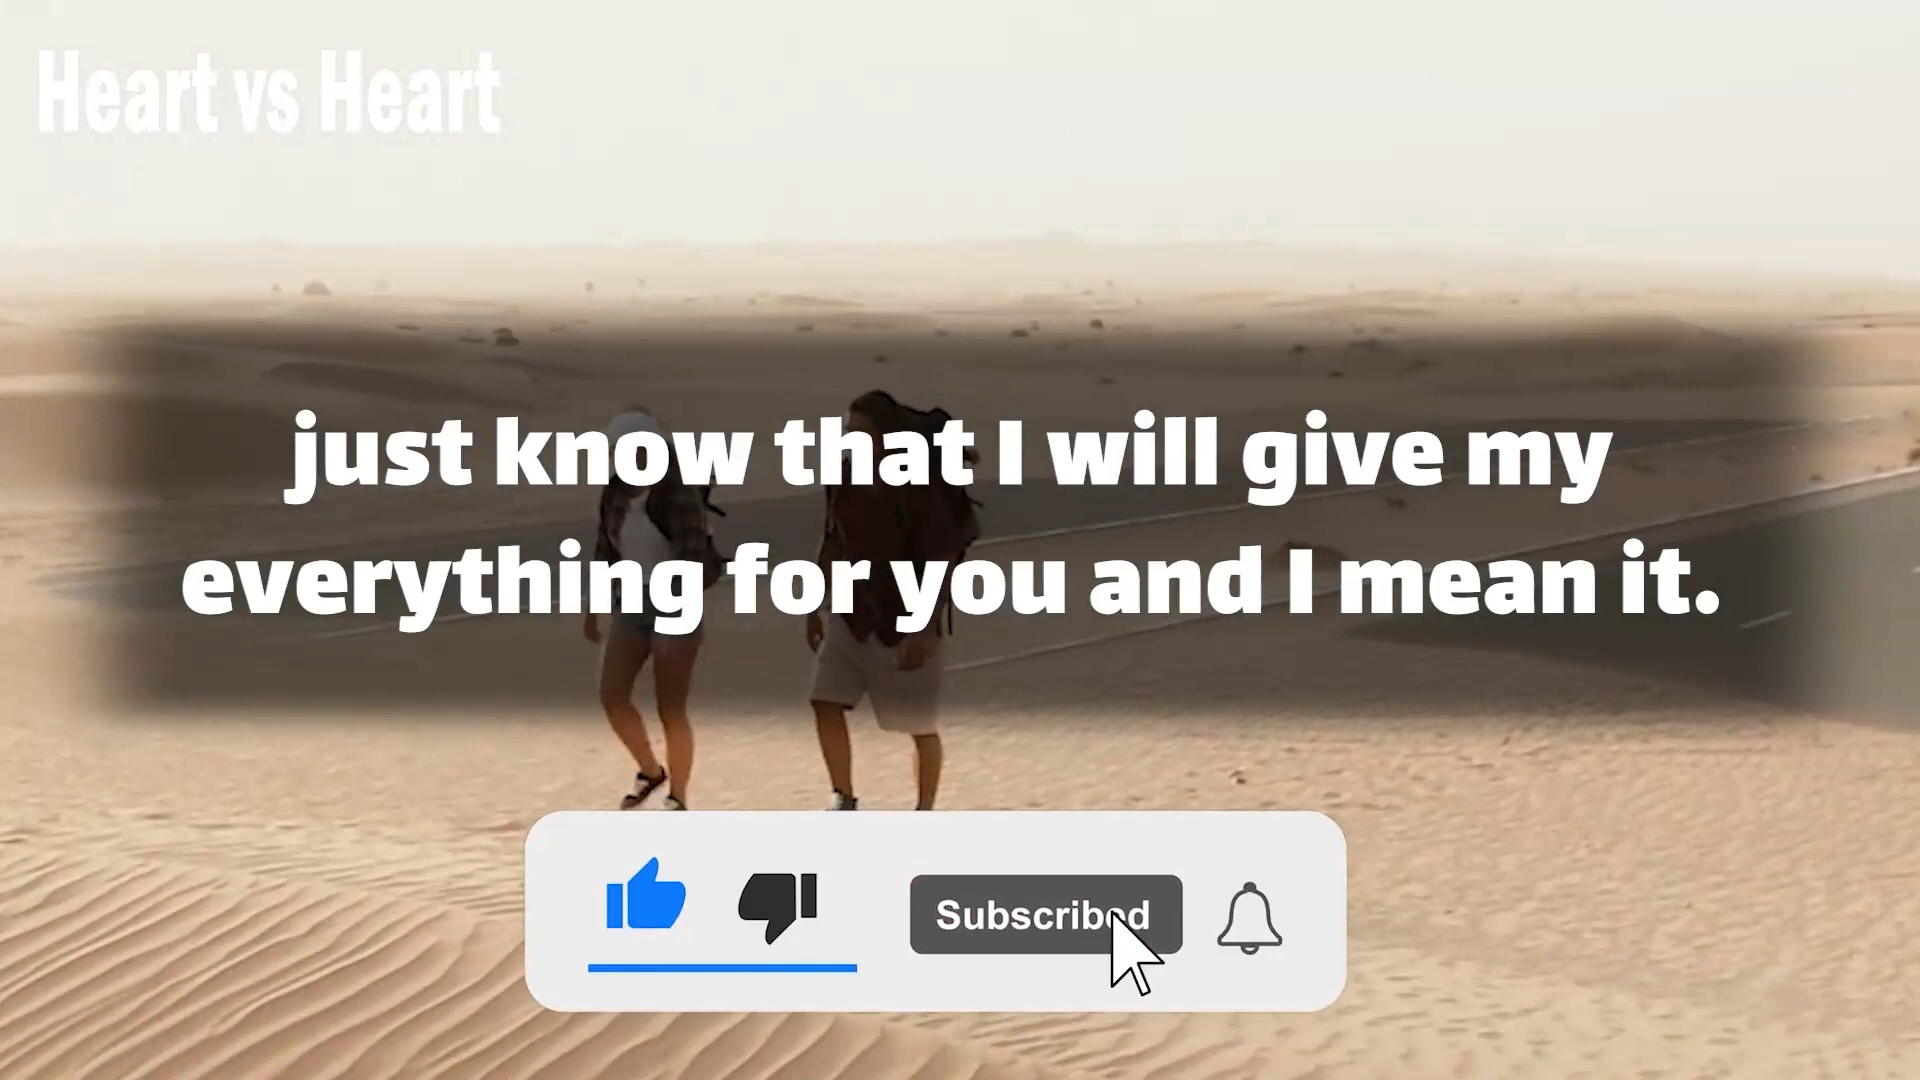 Heart vs Heart
just know that I will give my
everything for you and I mean it.
Subscribed